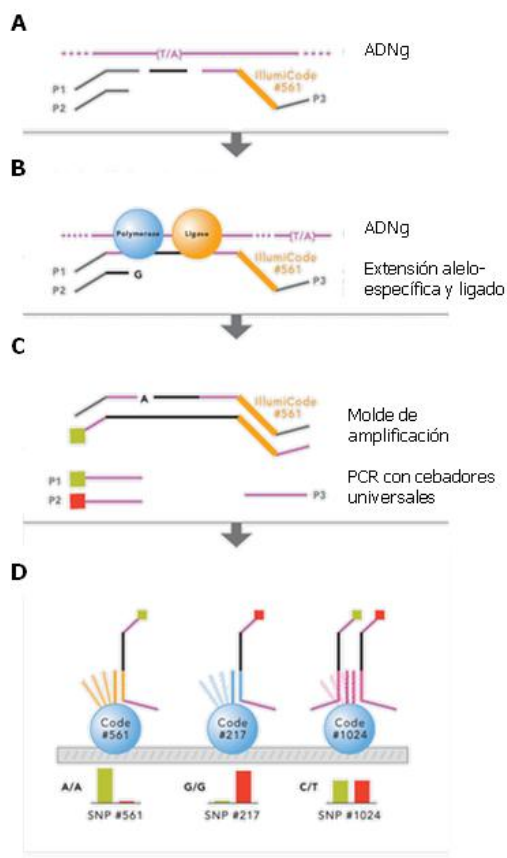 A
(T/A)
ADNg
P1
P2
IllumiCode
#561
P3
B
Polymerase
Ligase
(T/A)
ADNg
P1
P2
G
IllumiCode
#561
P3
Extensión alelo-
específica y ligado
C
A
IllumiCode
#561
Molde de
amplificación
P1
P2
P3
PCR con cebadores
universales
D
Code
#561
Code
#217
Code
#1024
A/A
G/G
C/T
SNP #561
SNP #217
SNP #1024